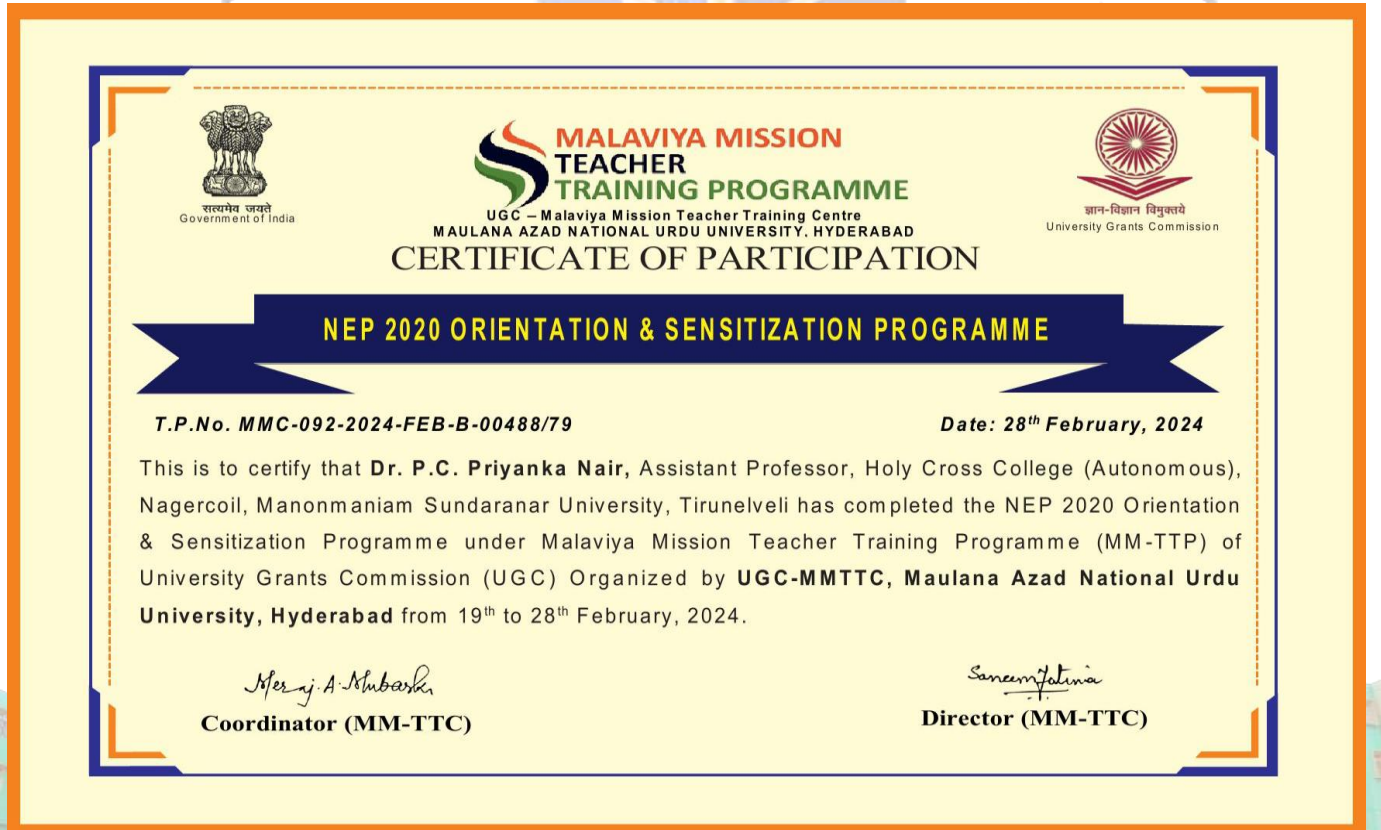 सत्यमेव जयते
Government of India
MALAVIYA MISSION
TEACHER
TRAINING PROGRAMME
UGC – Malaviya Mission Teacher Training Centre
MAULANA AZAD NATIONAL URDU UNIVERSITY. HYDERABAD
ज्ञान-विज्ञान विमुक्तये
University Grants Commission
CERTIFICATE OF PARTICIPATION
NEP 2020 ORIENTATION & SENSITIZATION PROGRAMME
T.P.No. MMC-092-2024-FEB-B-00488/79 Date: 28th February, 2024
This is to certify that Dr. P.C. Priyanka Nair, Assistant Professor, Holy Cross College (Autonomous),
Nagercoil, Manonmaniam Sundaranar University, Tirunelveli has completed the NEP 2020 Orientation
& Sensitization Programme under Malaviya Mission Teacher Training Programme (MM-TTP) of
University Grants Commission (UGC) Organized by UGC-MMTTC, Maulana Azad National Urdu
University, Hyderabad from 19th to 28th February, 2024.
Meraj. A. Mubarki
Coordinator (MM-TTC)
Saneem Fatima
Director (MM-TTC)